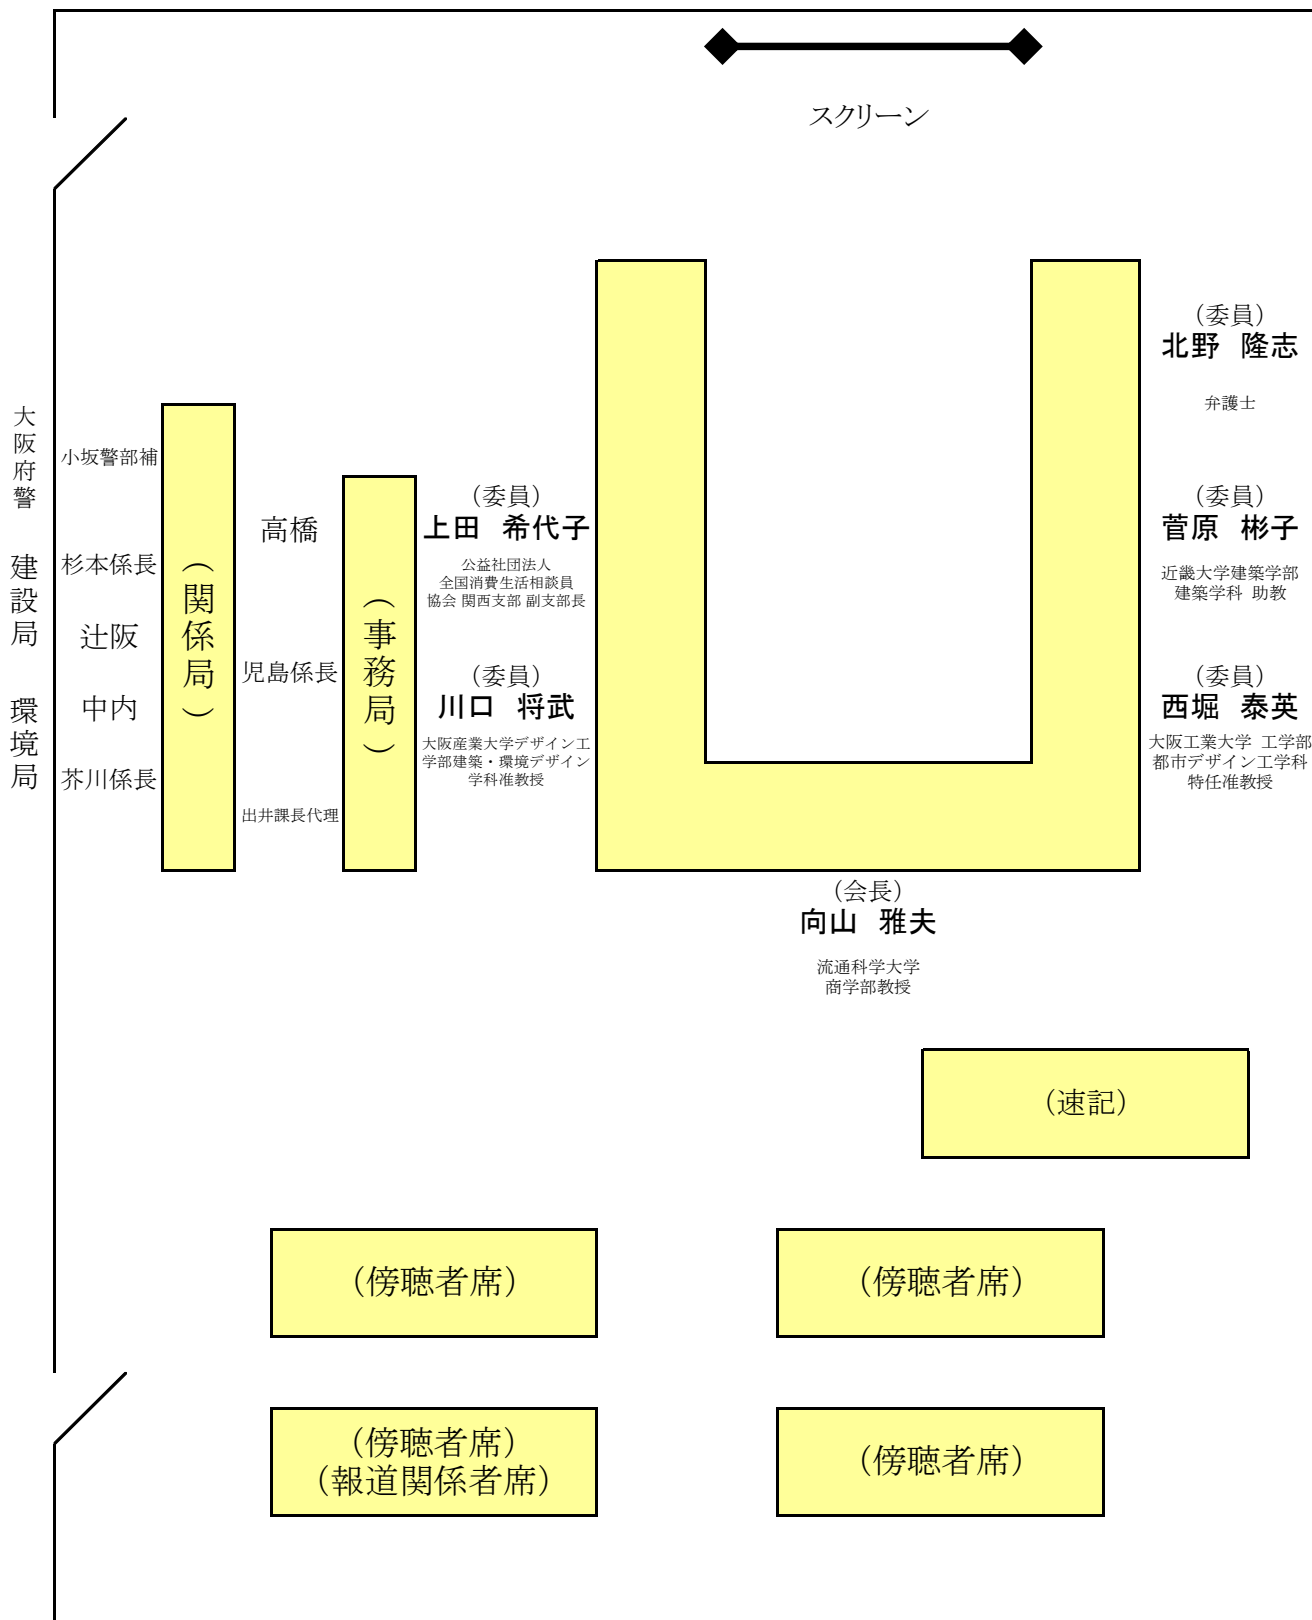 スクリーン
（委員）
北野 隆志
弁護士
大阪府警
小坂警部補
（委員）
上田 希代子
公益社団法人
全国消費生活相談員
協会 関西支部 副支部長
（委員）
菅原 彬子
近畿大学建築学部
建築学科 助教
高橋
建設局
杉本係長
辻阪
（関係局）
（事務局）
児島係長
（委員）
川口 将武
大阪産業大学デザイン工
学部建築・環境デザイン
学科准教授
（委員）
西堀 泰英
大阪工業大学 工学部
都市デザイン工学科
特任准教授
環境局
中内
芥川係長
出井課長代理
（会長）
向山 雅夫
流通科学大学
商学部教授
（速記）
（傍聴者席）
（傍聴者席）
（傍聴者席）
（報道関係者席）
（傍聴者席）